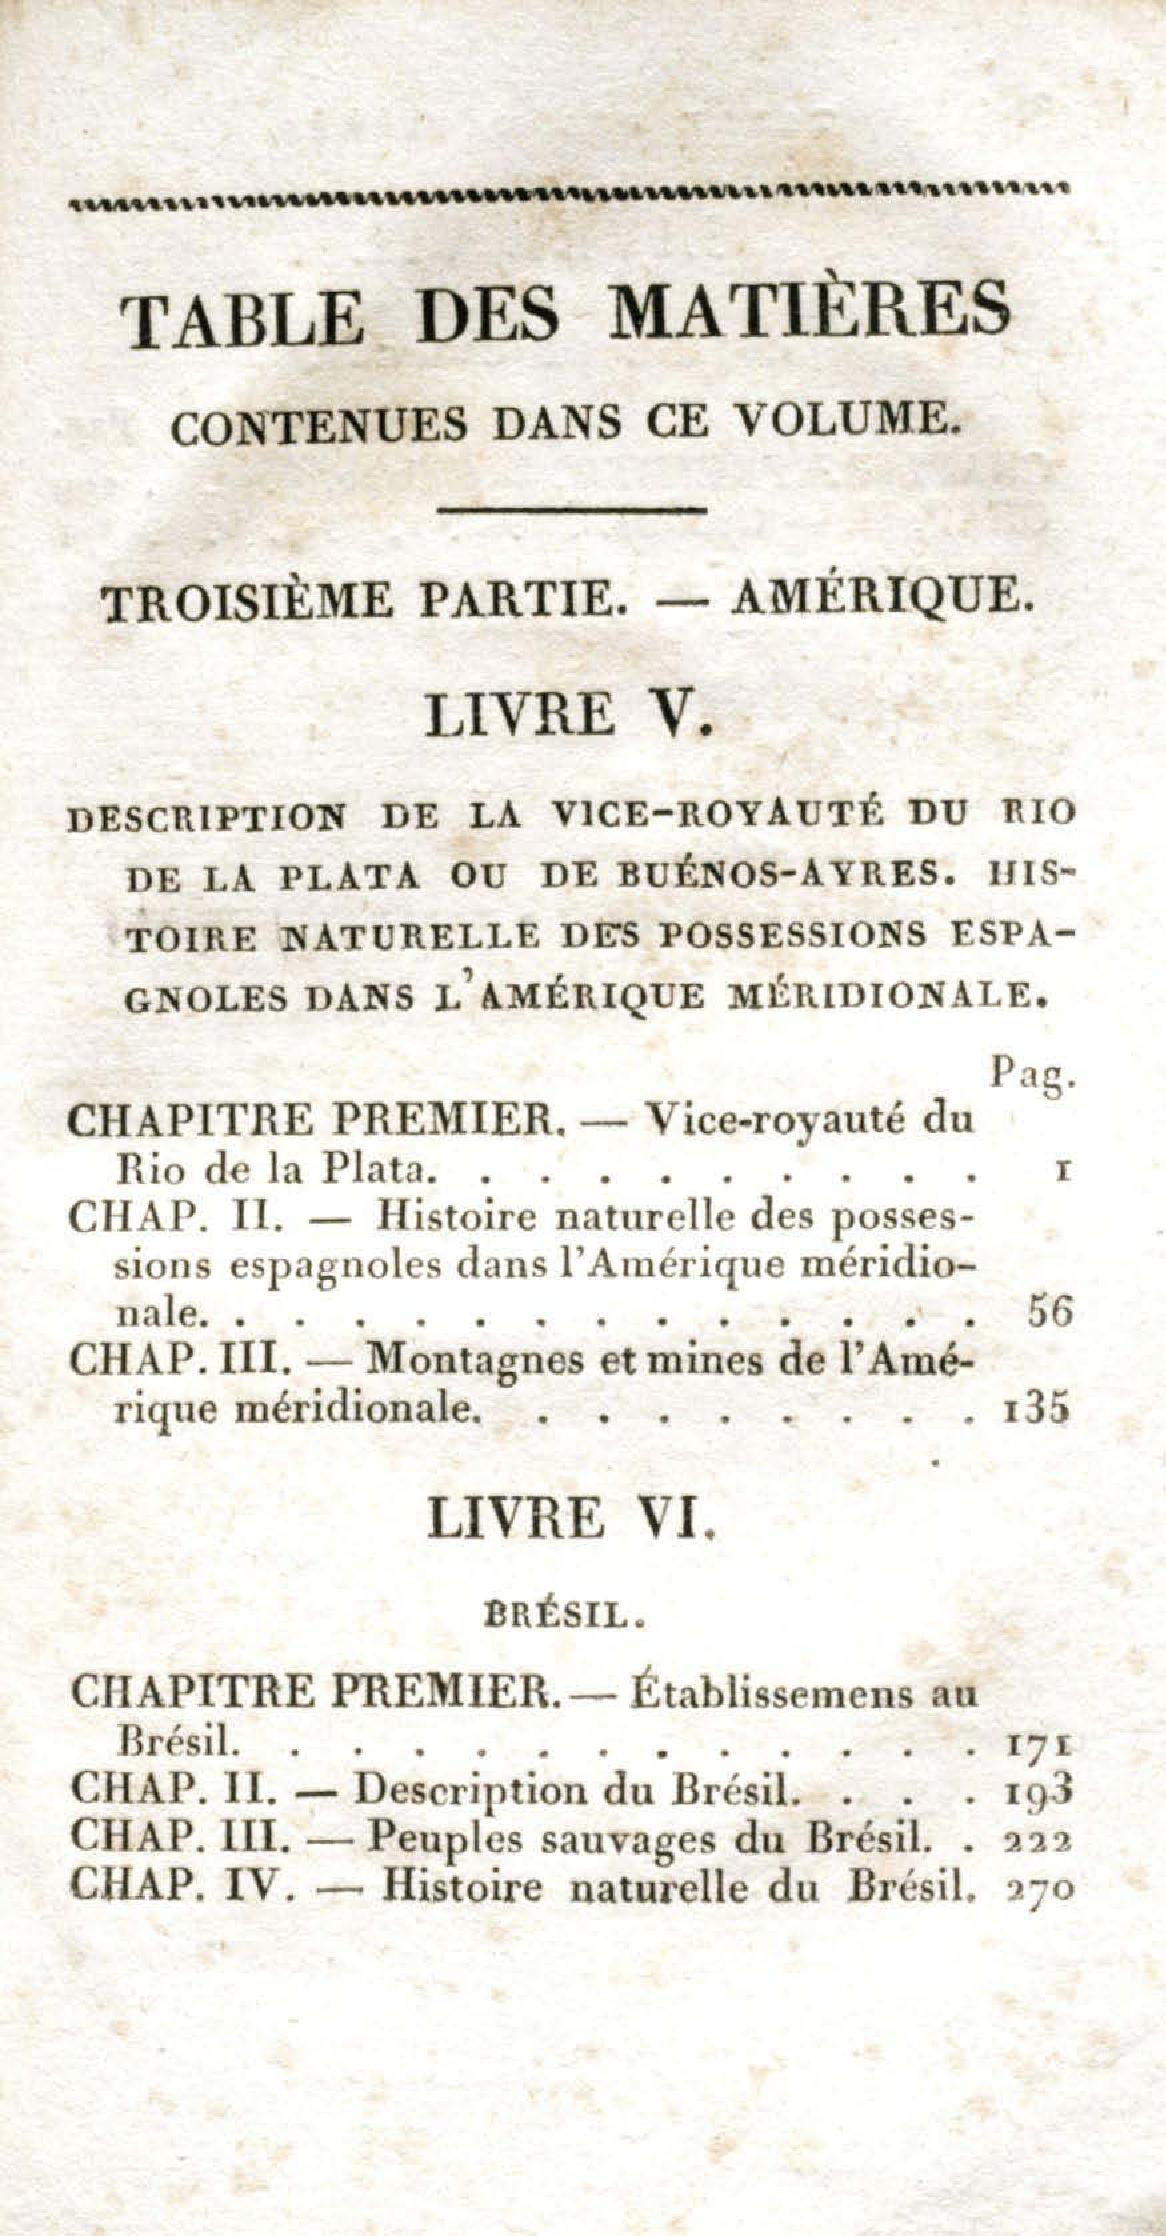 TABLE DES MATIÈRES
CONTENUES DANS CE VOLUME.
TROISIÈME PARTIE. — AMÉRIQUE.
LIVRE V.
DESCRIPTION DE LA VICE-ROYAUTÉ DU RIO
DE LA PLATA OU DE BUÉNOS-AYRES. HIS-
TOIRE NATURELLE DES POSSESSIONS ESPA-
GNOLES DANS L'AMÉRIQUE MÉRIDIONALE.
Pag.
CHAPITRE PREMIER. — Vice-royauté du
Rio de la Plata. . . . . . . . . . 1
CHAP. II. — Histoire naturelle des posses-
sions espagnoles dans l'Amérique méridio-
nale. . . . . . . . . . . . . . 56
CHAP. III. — Montagnes et mines de l'Amé-
rique méridionale. . . . . . . . . 135
LIVRE VI.
BRÉSIL.
CHAPITRE PREMIER. — Établissemens au
Brésil. . . . . . . . . . . . . 171
CHAP. II. — Description du Brésil. . . . 193
CHAP. III. — Peuples sauvages du Brésil. . 222
CHAP. IV. — Histoire naturelle du Brésil. 270